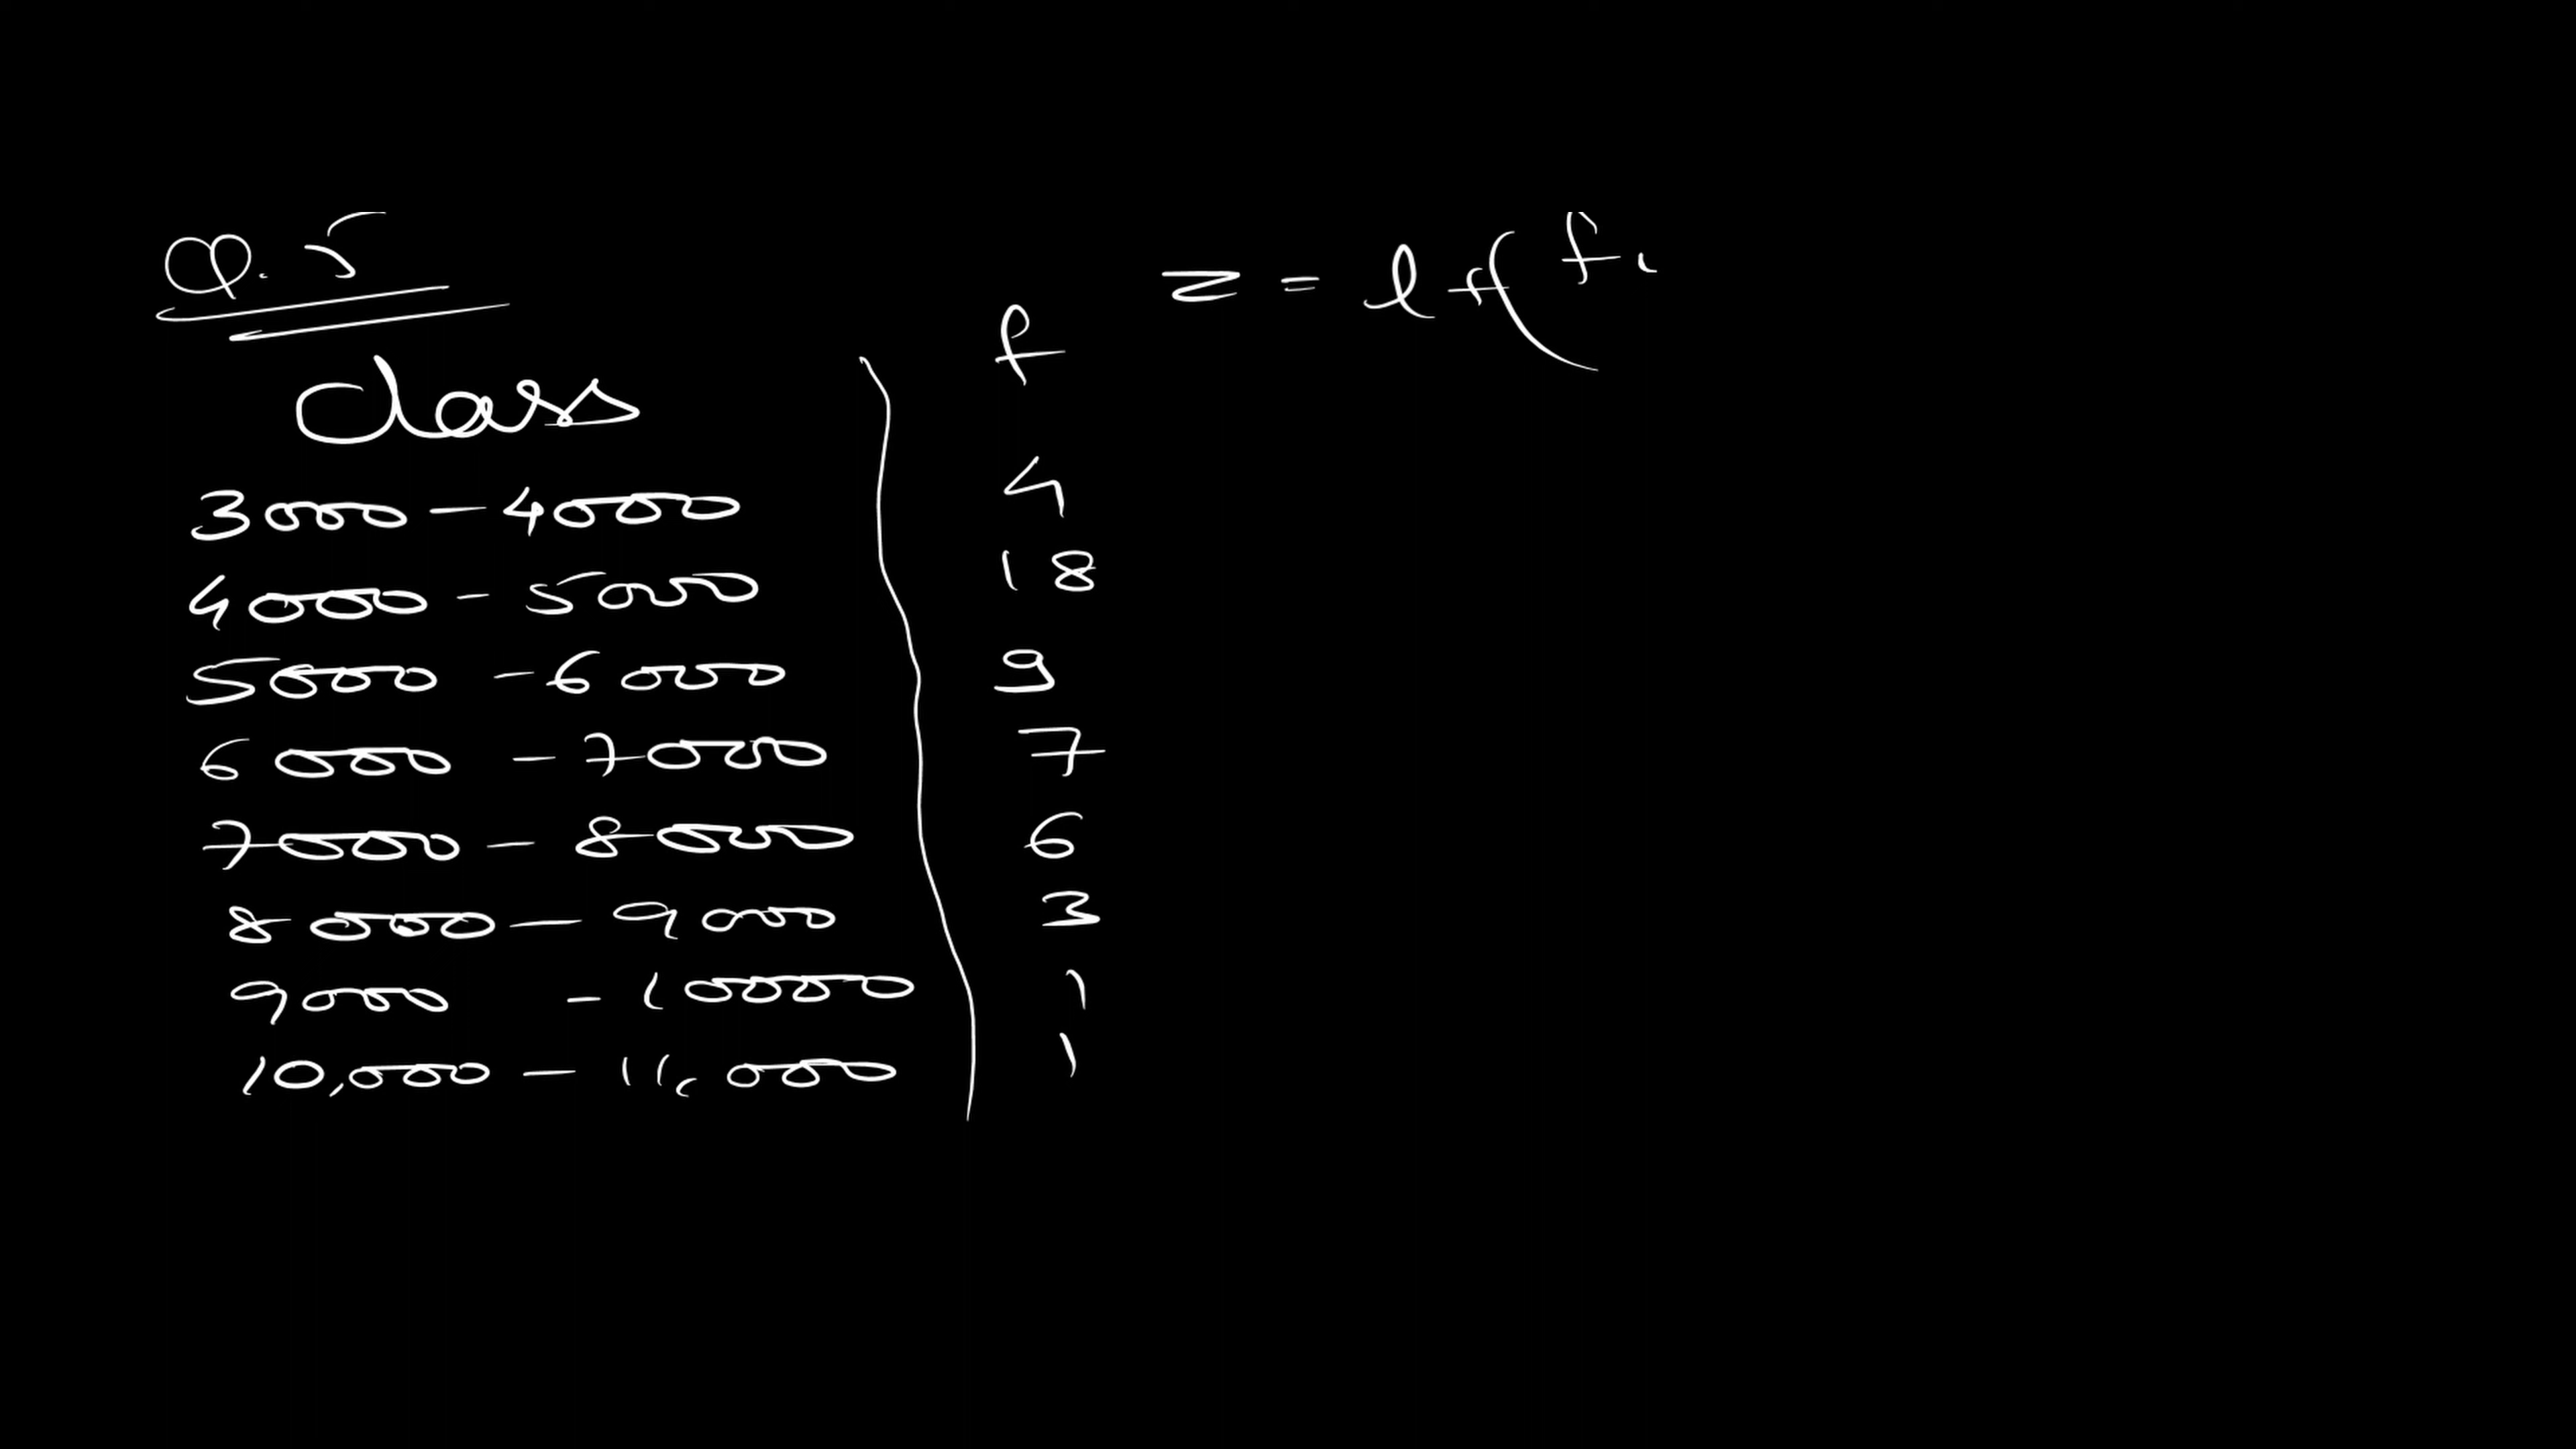 Q. 5
z = l + ( f1
class f
3000 - 4000 4
4000 - 5000 18
5000 - 6000 9
6000 - 7000 7
7000 - 8000 6
8000 - 9000 3
9000 - 10000 1
10,000 - 11,000 1